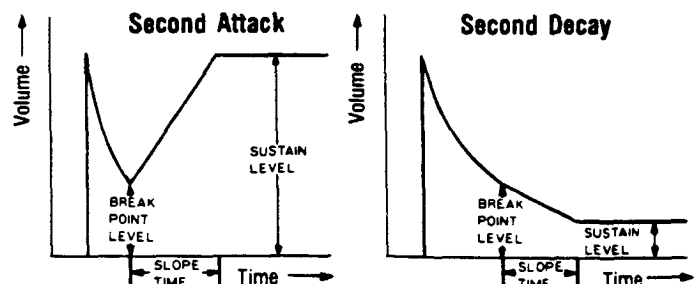 Second Attack
Volume
SUSTAIN
LEVEL
BREAK
POINT
LEVEL
SLOPE
TIME
Time
Second Decay
Volume
BREAK
POINT
LEVEL
SUSTAIN
LEVEL
SLOPE
TIME
Time